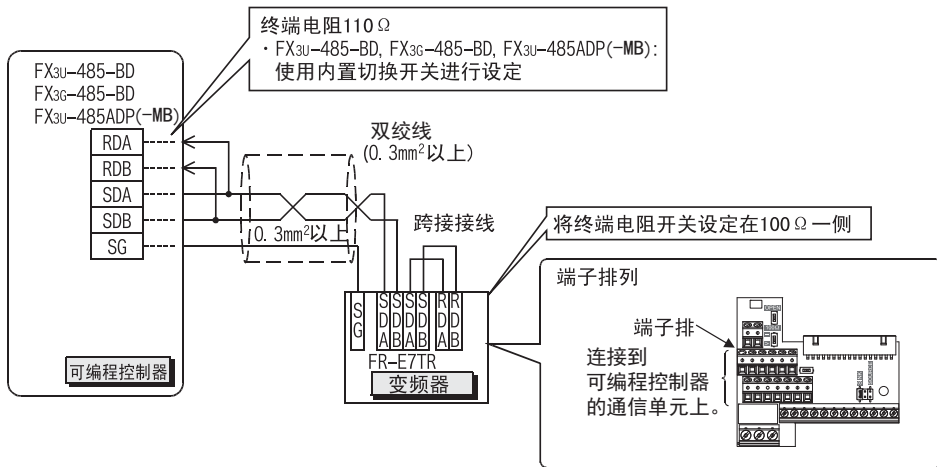 终端电阻110Ω
・FX3U-485-BD, FX3G-485-BD, FX3U-485ADP(-MB):
使用内置切换开关进行设定
FX3U-485-BD
FX3G-485-BD
FX3U-485ADP(-MB)
RDA
RDB
SDA
SDB
SG
可编程控制器
双绞线
(0.3mm²以上)
0.3mm²以上
跨接接线
将终端电阻开关设定在100Ω一侧
SG
SDA
SDB
SDA
SDB
RDA
RDB
FR-E7TR
变频器
端子排列
端子排
连接到
可编程控制器
的通信单元上。